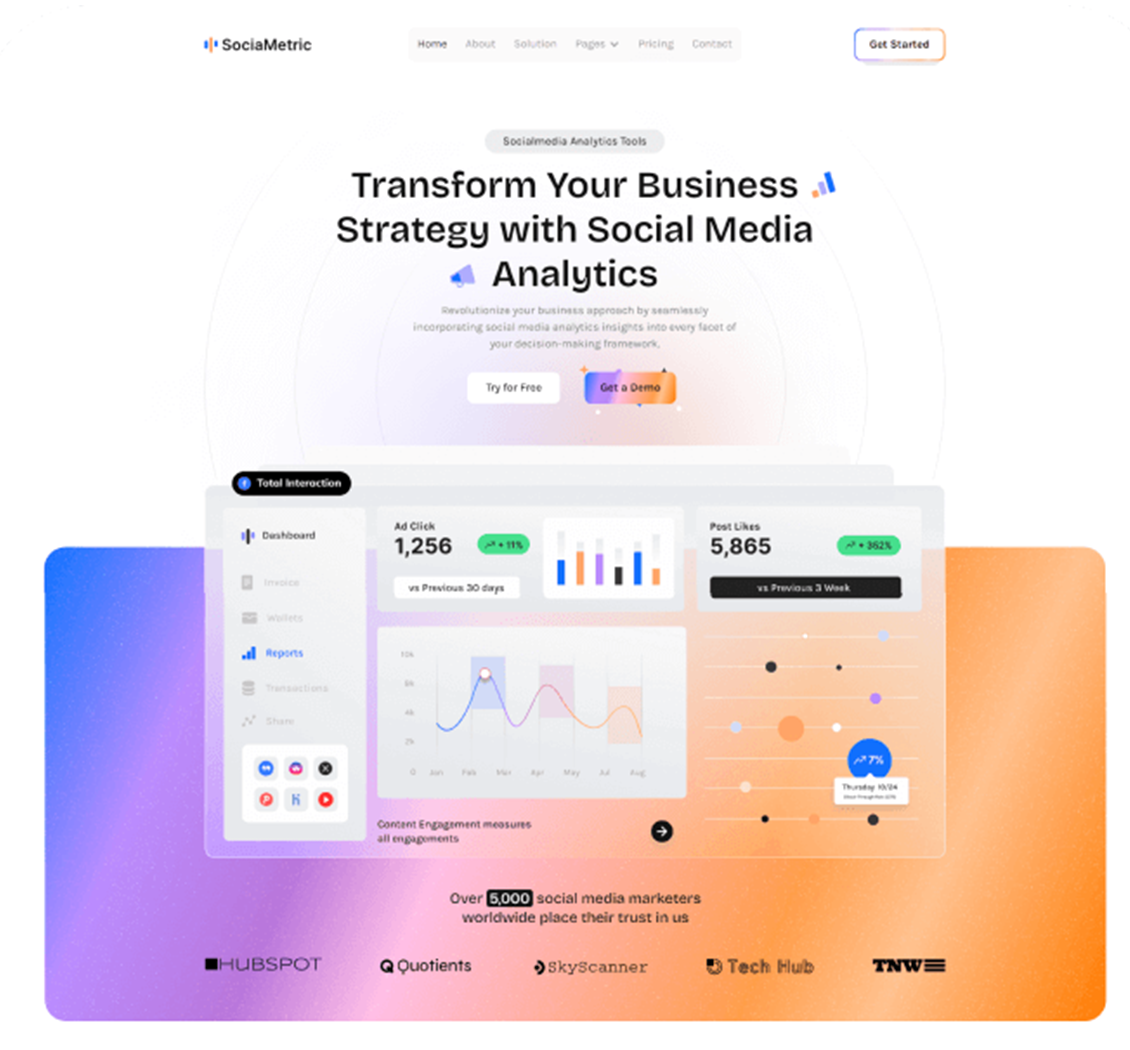 SociaMetric
Home About Solution Pages Pricing Contact
Get Started
Socialmedia Analytics Tools
Transform Your Business
Strategy with Social Media
Analytics
Revolutionize your business approach by seamlessly
incorporating social media analytics insights into every facet of
your decision-making framework.
Try for Free
Get a Demo
Total Interaction
Dashboard
Invoice
Wallets
Reports
Transactions
Share
Ad Click
1,256
+ 11%
vs Previous 30 days
Post Likes
5,865
+ 362%
vs Previous 3 Week
10k
4k
2k
0 Jan Feb Mar Apr May Jul Aug
7%
Thursday 10/24
Content Engagement measures
all engagements
Over 5,000 social media marketers
worldwide place their trust in us
HUBSPOT
Quotients
SkyScanner
Tech Hub
TNW